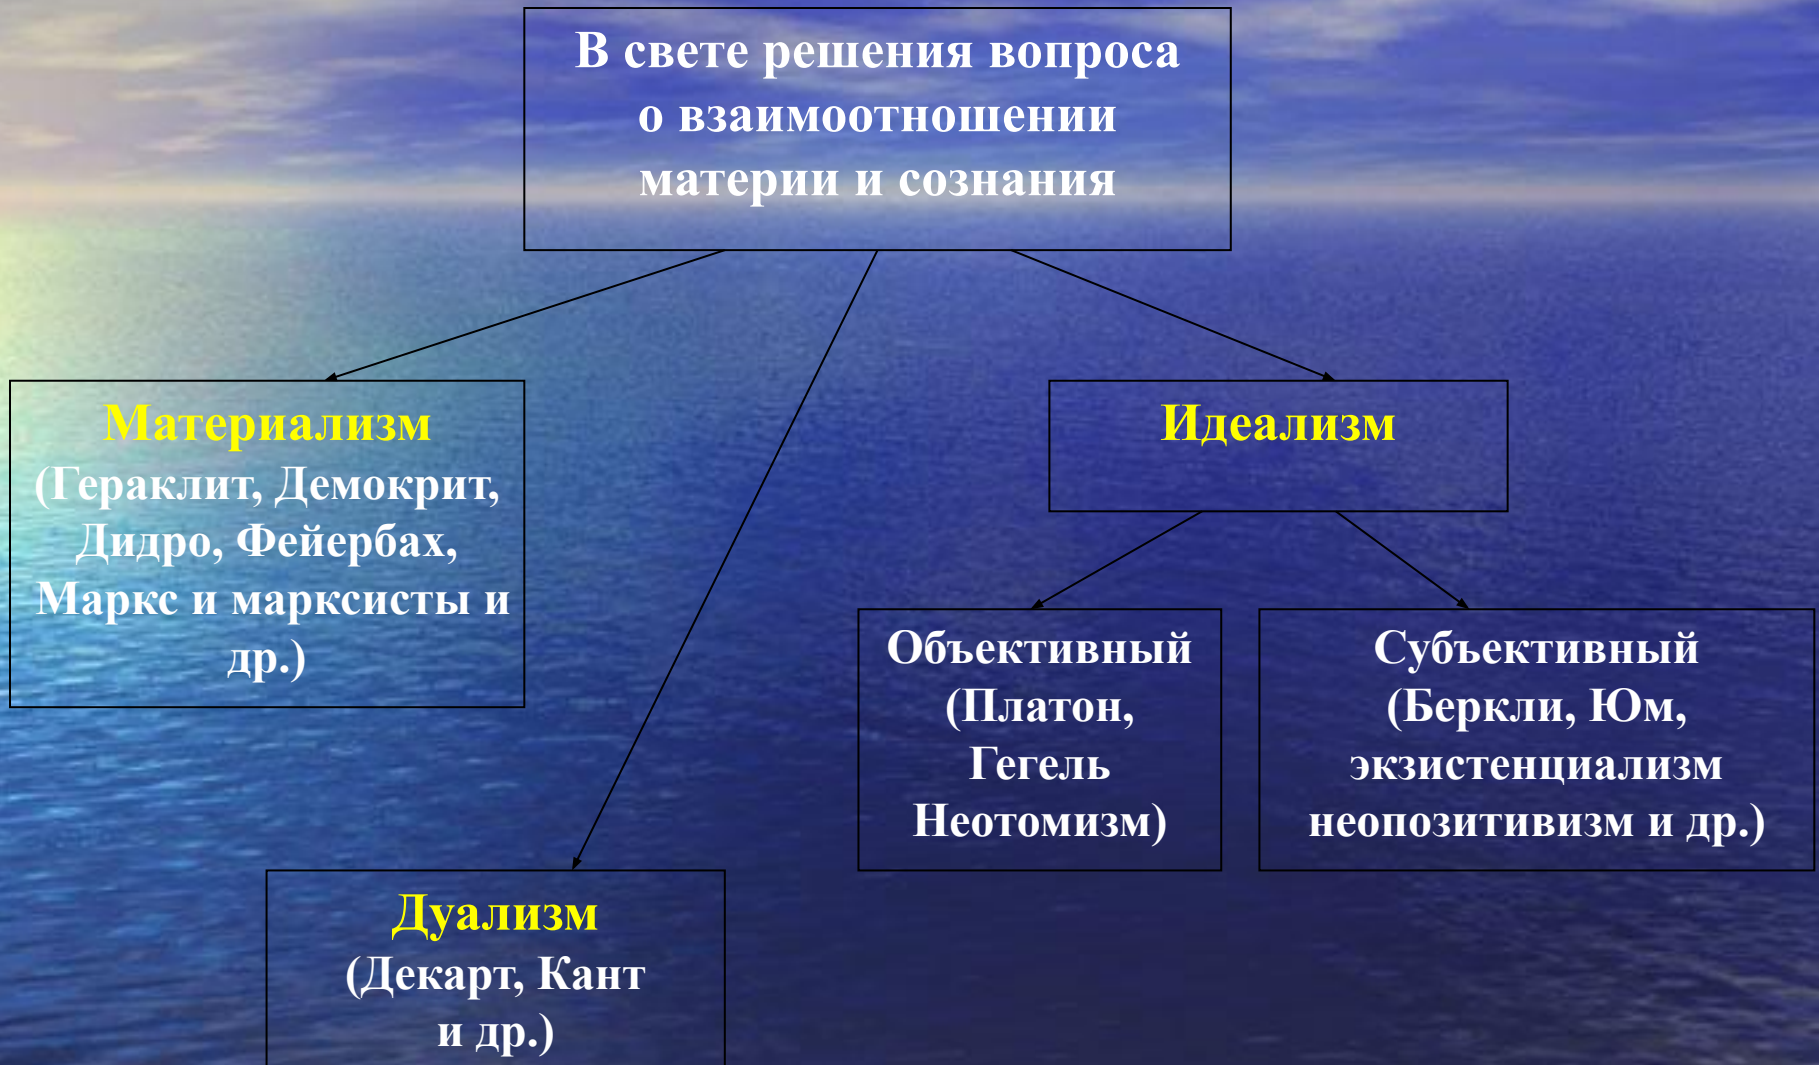 В свете решения вопроса
о взаимоотношении
материи и сознания
Материализм
(Гераклит, Демокрит,
Дидро, Фейербах,
Маркс и марксисты и
др.)
Идеализм
Объективный
(Платон,
Гегель
Неотомизм)
Субъективный
(Беркли, Юм,
экзистенциализм
неопозитивизм и др.)
Дуализм
(Декарт, Кант
и др.)